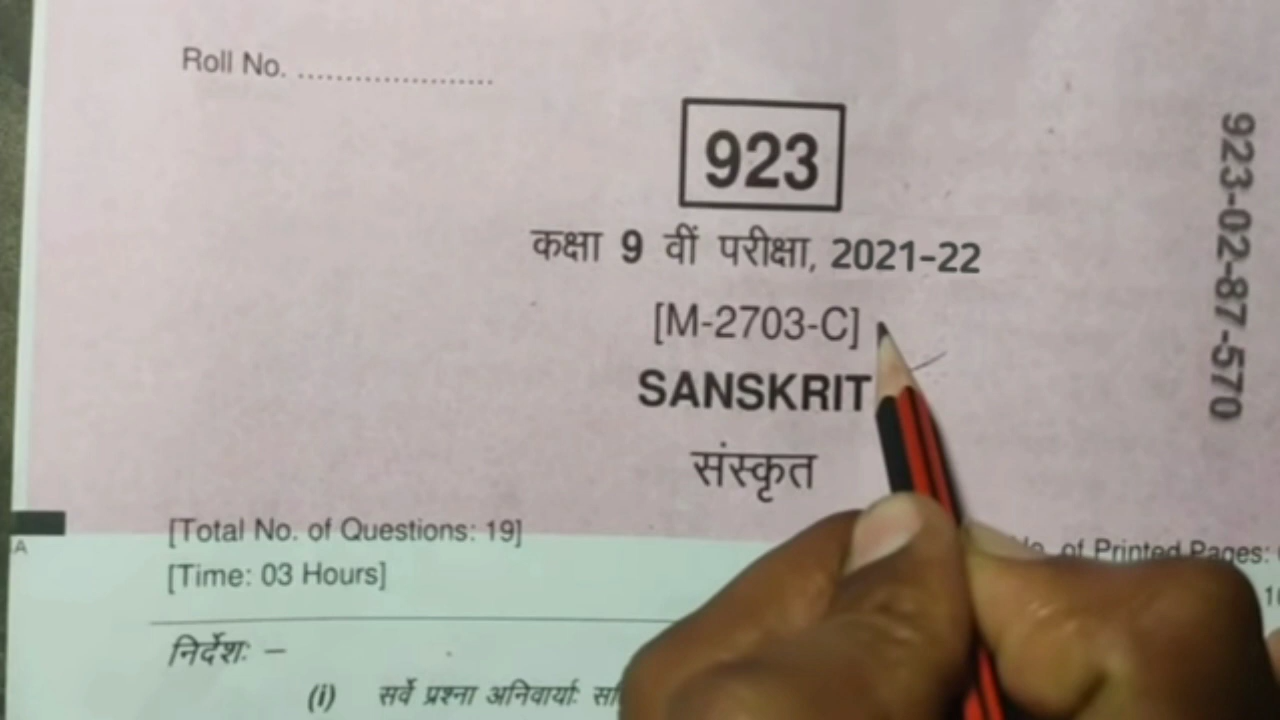 Roll No. ......................
923
कक्षा 9 वीं परीक्षा, 2021-22
[M-2703-C]
SANSKRIT
संस्कृत
923-02-87-570
[Total No. of Questions: 19]
of Printed Pages:
[Time: 03 Hours]
A
निर्देशः –
(i) सर्वे प्रश्ना अनिवार्याः